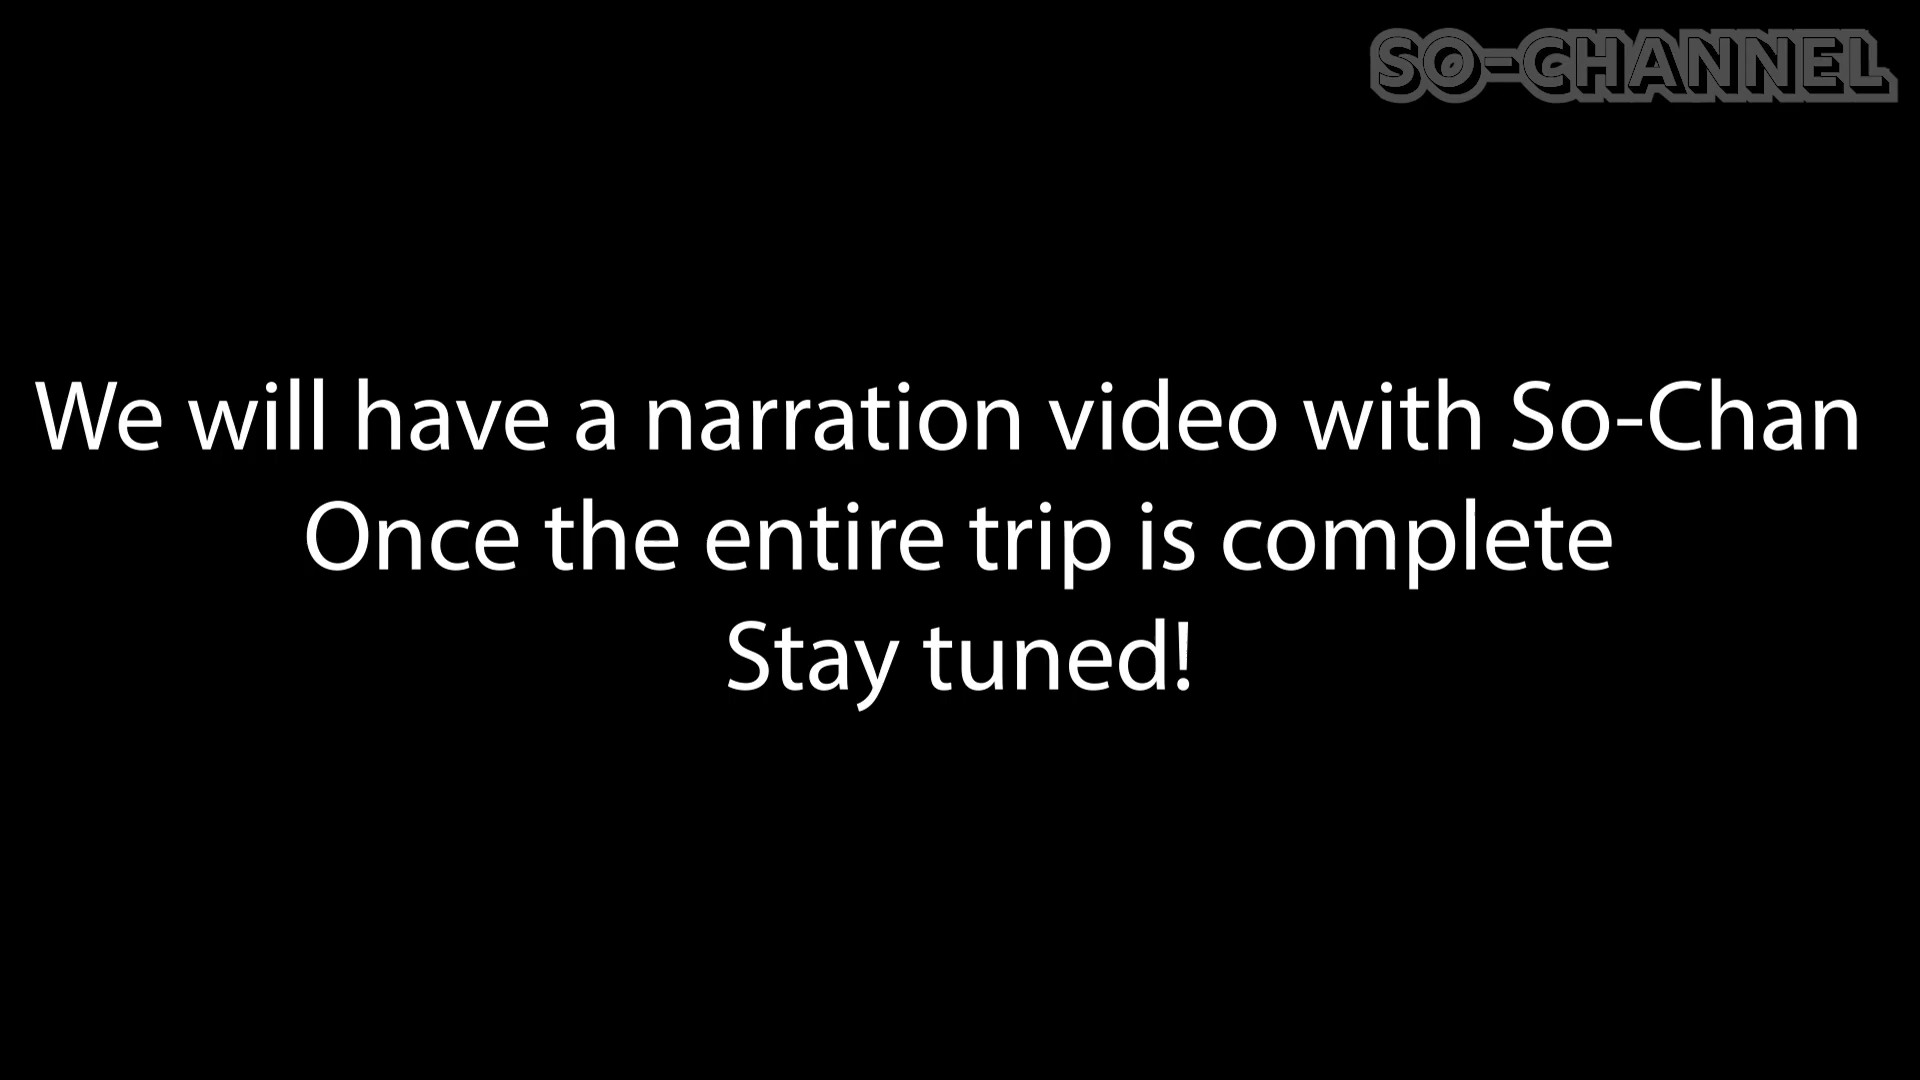 SO-CHANNEL
We will have a narration video with So-Chan
Once the entire trip is complete
Stay tuned!